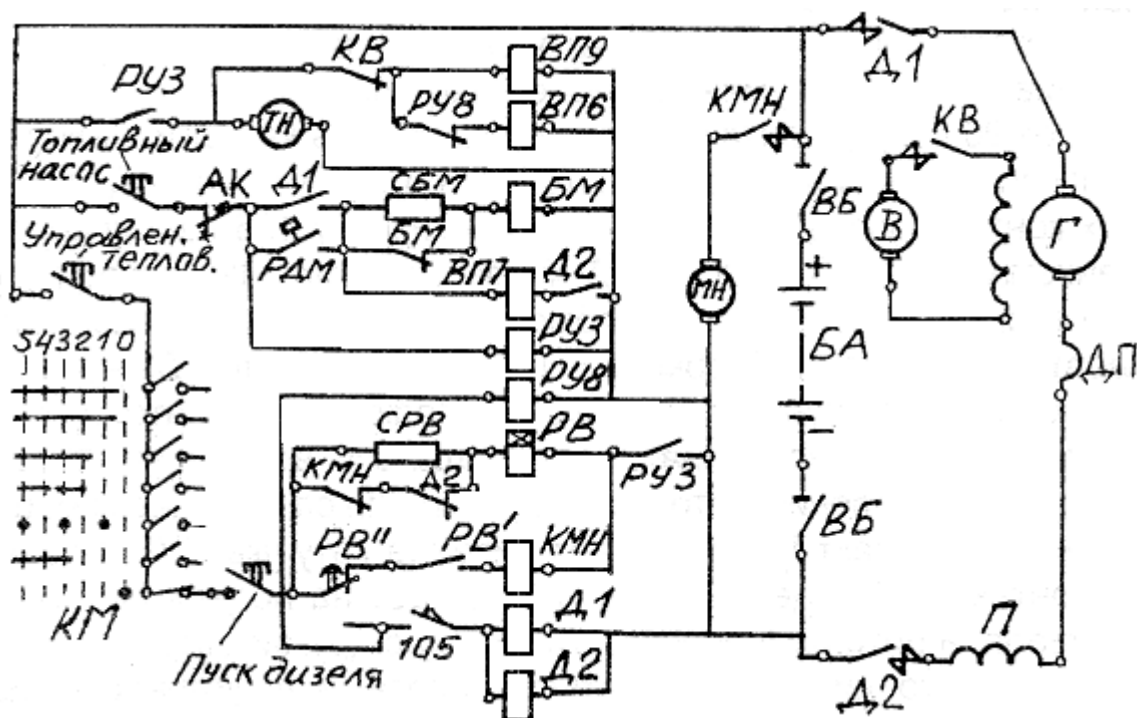 Д1
КВ
ВП9
РУЗ
РУ8
ВП6
ТН
КМН
КВ
Топливный
насос
АК
Д1
СБМ
БМ
ВБ
В
Г
Управлен.
теплов.
РДМ
БМ
+
ВП7
Д2
МН
РУЗ
БА
ДП
543210
РУ8
СРВ
РВ
–
КМН
Д2
РУЗ
ВБ
РВ"
РВ'
КМН
КМ
105
Д1
П
Пуск дизеля
Д2
Д2